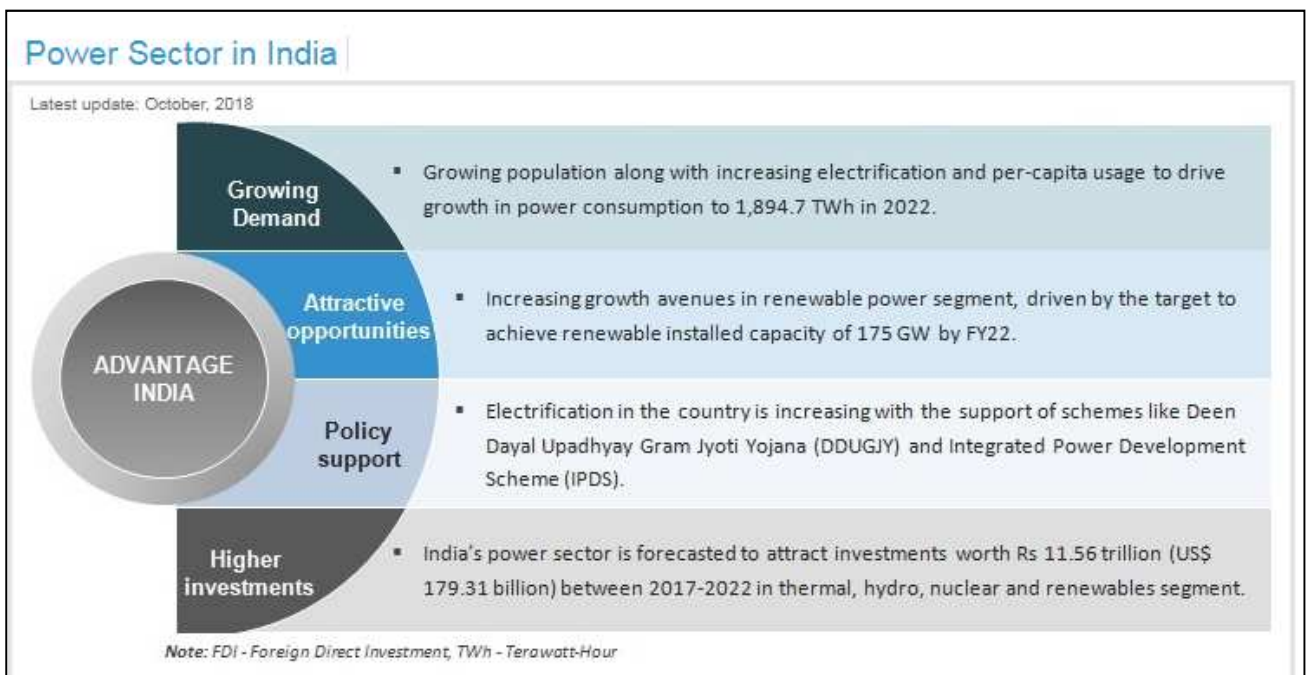 Power Sector in India
Latest update: October, 2018
Growing
Demand
▪ Growing population along with increasing electrification and per-capita usage to drive
growth in power consumption to 1,894.7 TWh in 2022.
Attractive
opportunities
▪ Increasing growth avenues in renewable power segment, driven by the target to
achieve renewable installed capacity of 175 GW by FY22.
ADVANTAGE
INDIA
Policy
support
▪ Electrification in the country is increasing with the support of schemes like Deen
Dayal Upadhyay Gram Jyoti Yojana (DDUGJY) and Integrated Power Development
Scheme (IPDS).
Higher
investments
▪ India’s power sector is forecasted to attract investments worth Rs 11.56 trillion (US$
179.31 billion) between 2017-2022 in thermal, hydro, nuclear and renewables segment.
Note: FDI - Foreign Direct Investment, TWh - Terawatt-Hour